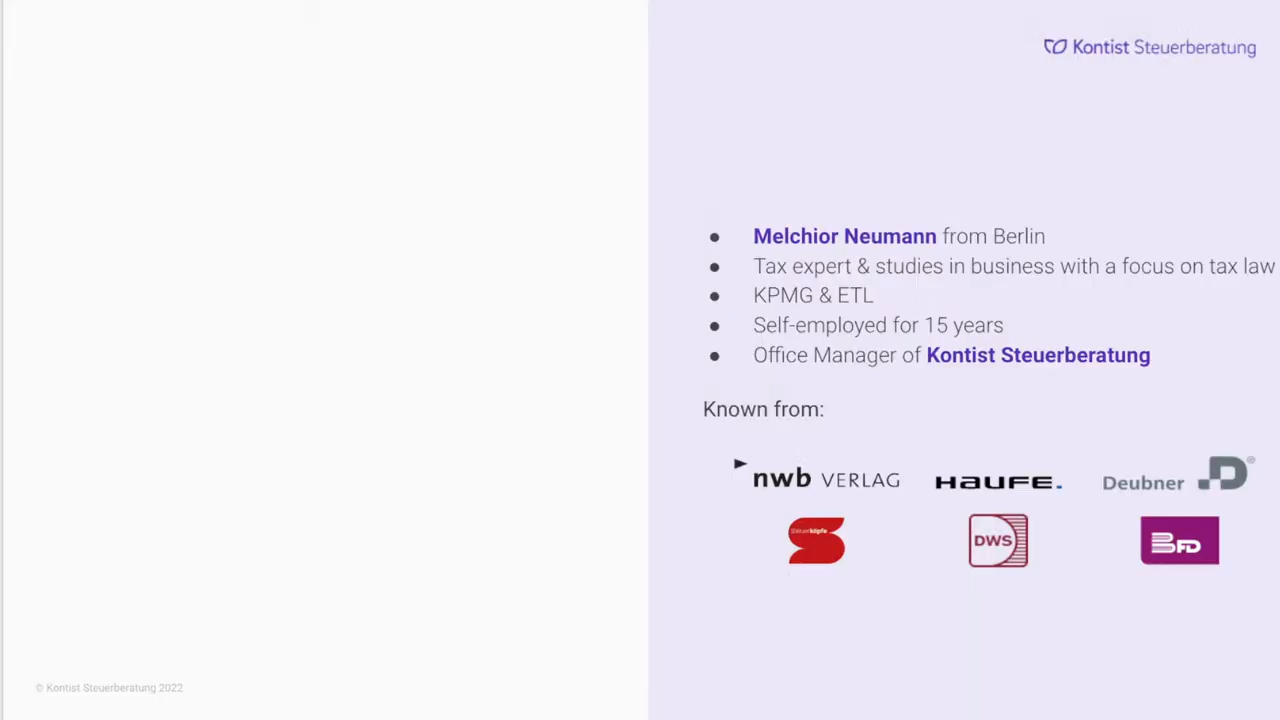 Kontist Steuerberatung
● Melchior Neumann from Berlin
● Tax expert & studies in business with a focus on tax law
● KPMG & ETL
● Self-employed for 15 years
● Office Manager of Kontist Steuerberatung
Known from:
nwb VERLAG
HAUFE.
Deubner D®
Steuerköpfe
DWS
BFD
© Kontist Steuerberatung 2022